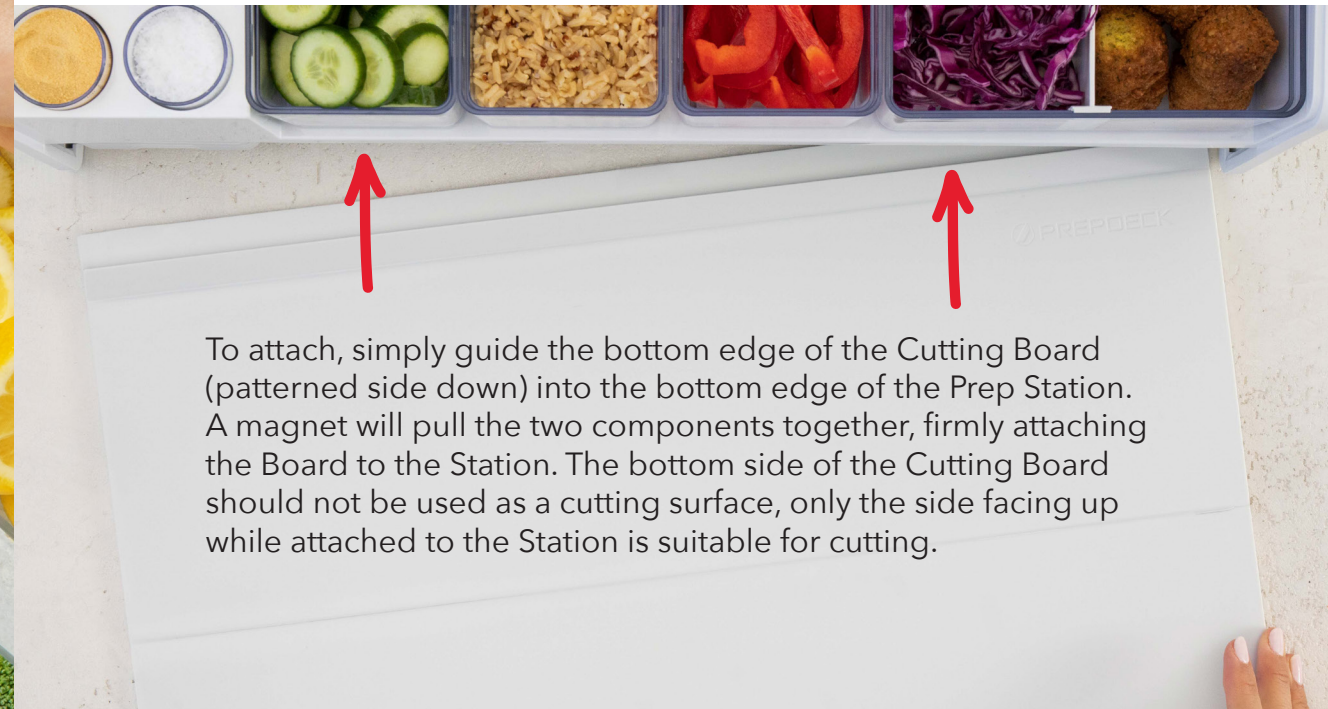 PREPDECK
To attach, simply guide the bottom edge of the Cutting Board
(patterned side down) into the bottom edge of the Prep Station.
A magnet will pull the two components together, firmly attaching
the Board to the Station. The bottom side of the Cutting Board
should not be used as a cutting surface, only the side facing up
while attached to the Station is suitable for cutting.